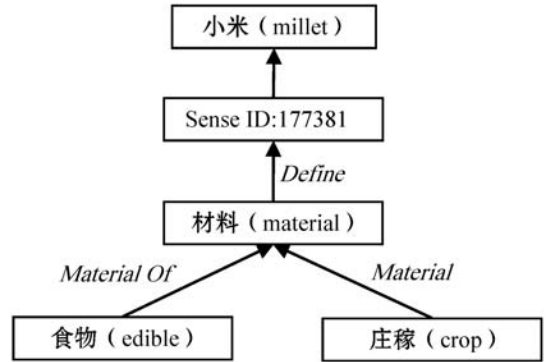 小米（millet）
Sense ID:177381
Define
材料（material）
Material Of
Material
食物（edible）
庄稼（crop）